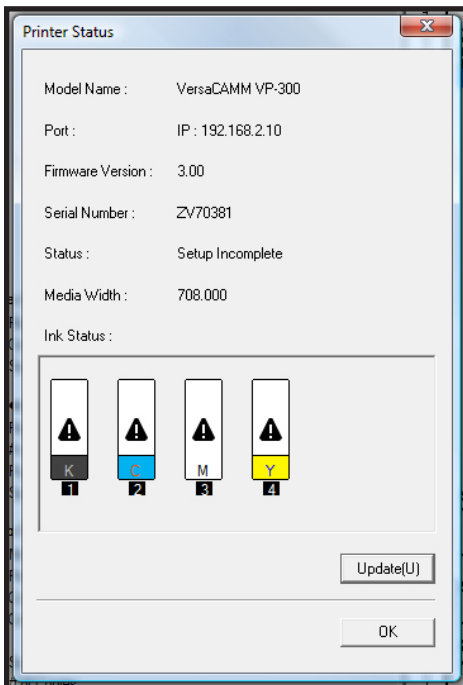 Printer Status
Model Name : VersaCAMM VP-300
Port : IP : 192.168.2.10
Firmware Version : 3.00
Serial Number : ZV70381
Status : Setup Incomplete
Media Width : 708.000
Ink Status :
K C M Y
1 2 3 4
Update(U)
OK